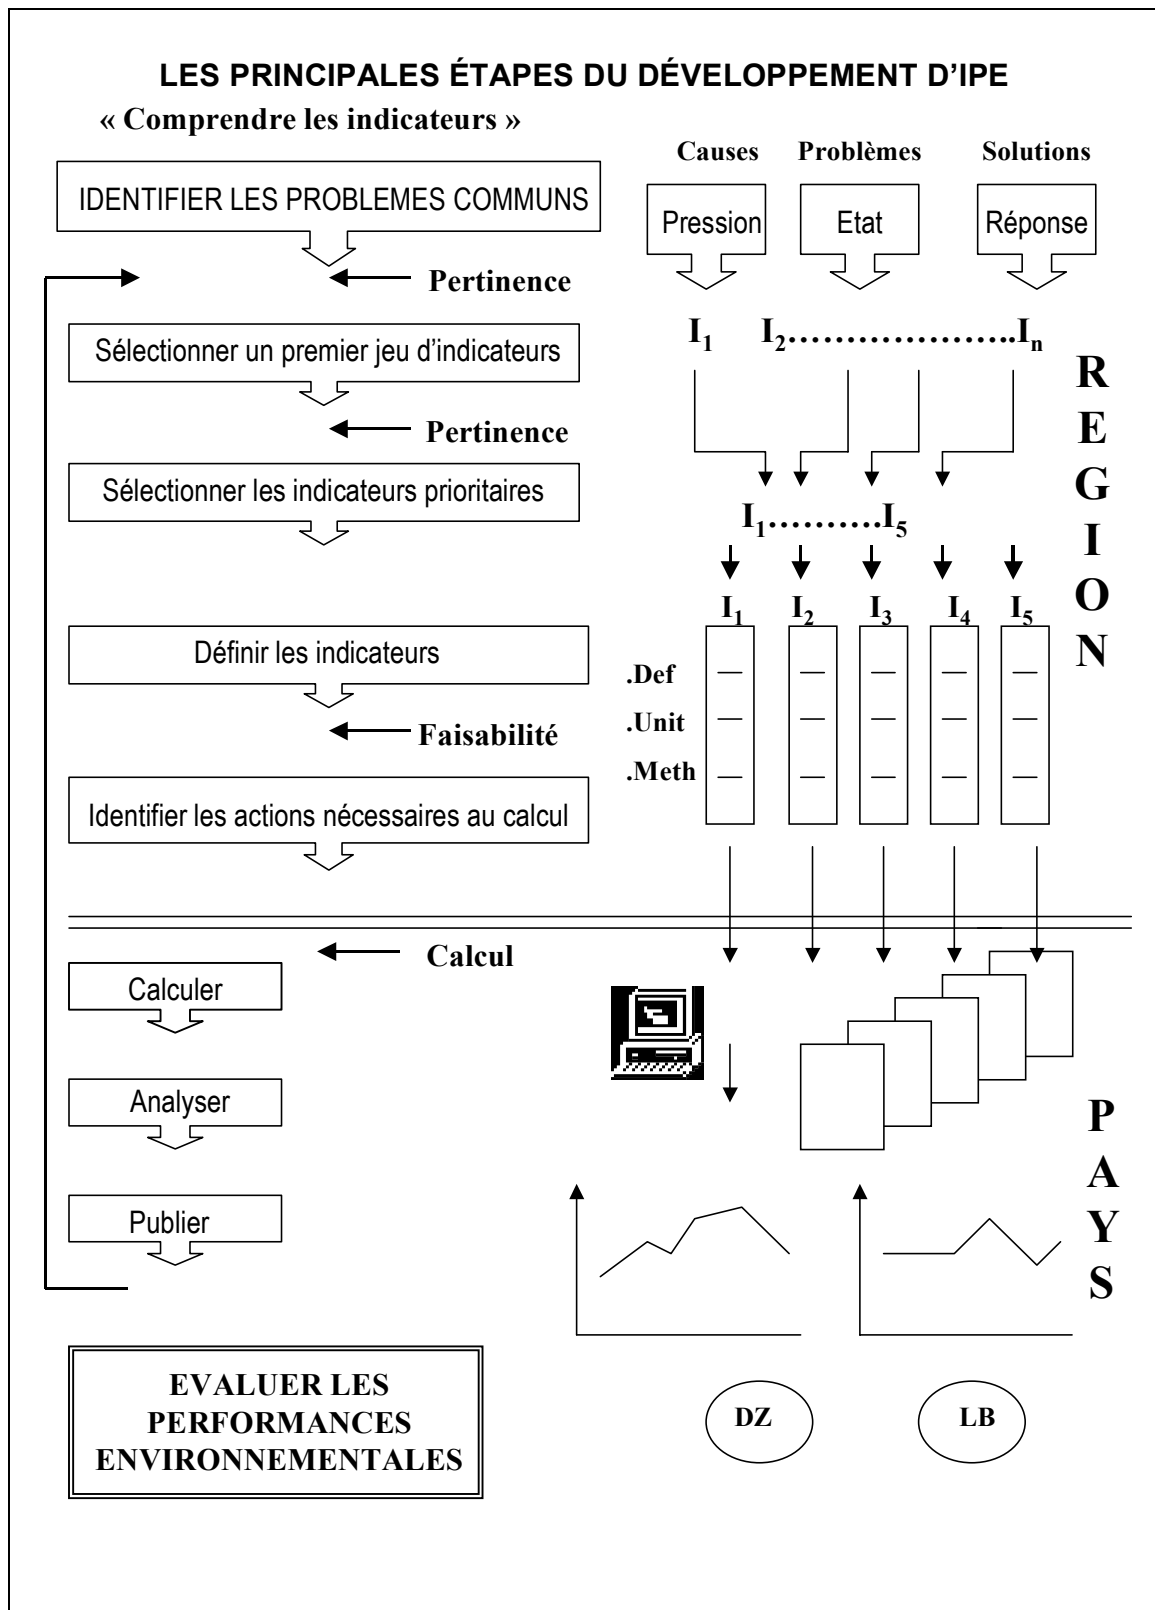 LES PRINCIPALES ÉTAPES DU DÉVELOPPEMENT D’IPE
« Comprendre les indicateurs »
Causes Problèmes Solutions
IDENTIFIER LES PROBLEMES COMMUNS
Pression Etat Réponse
Pertinence
I1 I2…………………..In
Sélectionner un premier jeu d’indicateurs
Pertinence
Sélectionner les indicateurs prioritaires
I1……….I5
I1 I2 I3 I4 I5
Définir les indicateurs
.Def
.Unit
.Meth
Faisabilité
Identifier les actions nécessaires au calcul
R
E
G
I
O
N
Calcul
Calculer
Analyser
Publier
P
A
Y
S
EVALUER LES
PERFORMANCES
ENVIRONNEMENTALES
DZ LB